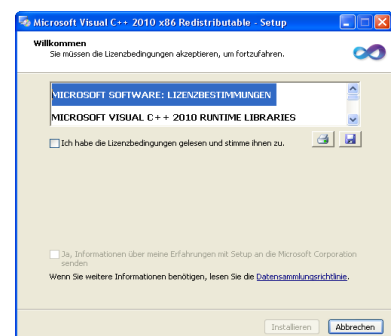 Microsoft Visual C++ 2010 x86 Redistributable - Setup
Willkommen
Sie müssen die Lizenzbedingungen akzeptieren, um fortzufahren.
MICROSOFT SOFTWARE: LIZENZBESTIMMUNGEN
MICROSOFT VISUAL C++ 2010 RUNTIME LIBRARIES
Ich habe die Lizenzbedingungen gelesen und stimme ihnen zu.
Ja, Informationen über meine Erfahrungen mit Setup an die Microsoft Corporation
senden
Wenn Sie weitere Informationen benötigen, lesen Sie die Datensammlungsrichtlinie.
Installieren
Abbrechen